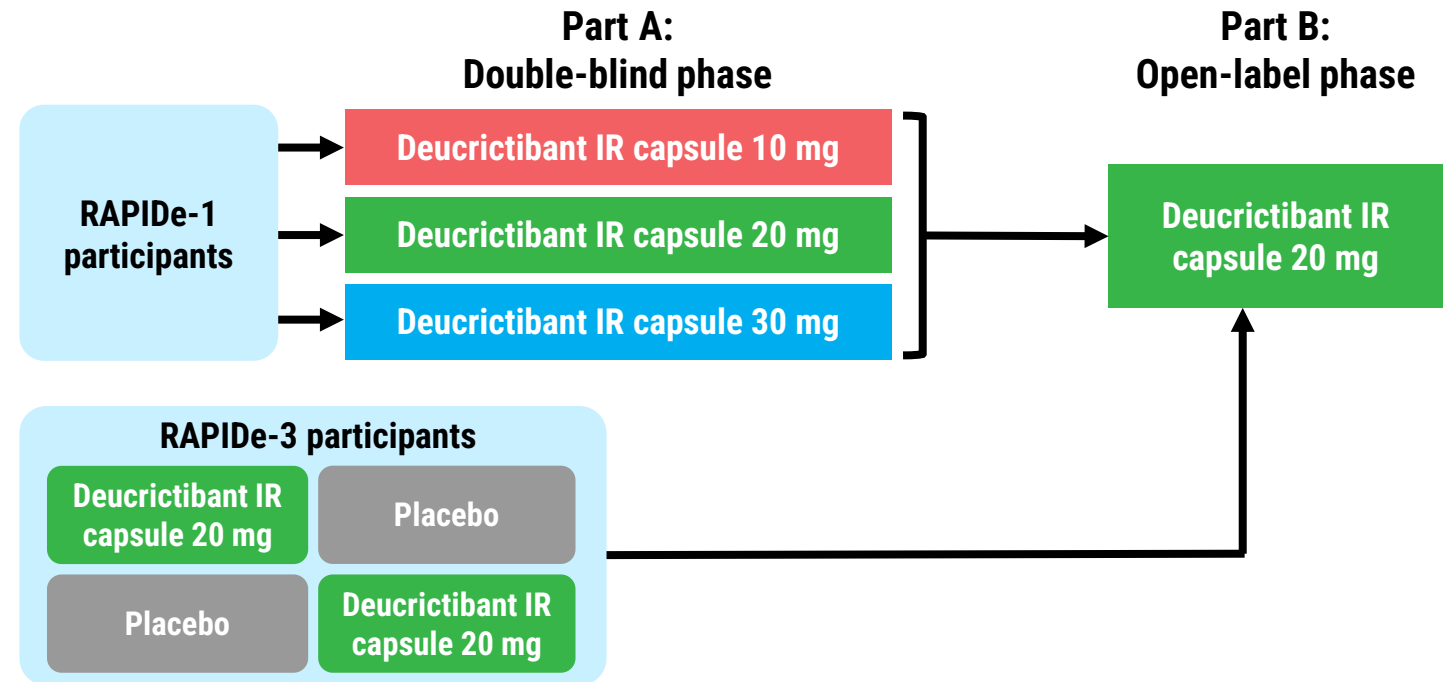 Part A:
Double-blind phase
Part B:
Open-label phase
RAPIDe-1
participants
Deucrictibant IR capsule 10 mg
Deucrictibant IR capsule 20 mg
Deucrictibant IR capsule 30 mg
Deucrictibant IR
capsule 20 mg
RAPIDe-3 participants
Deucrictibant IR
capsule 20 mg
Placebo
Placebo
Deucrictibant IR
capsule 20 mg